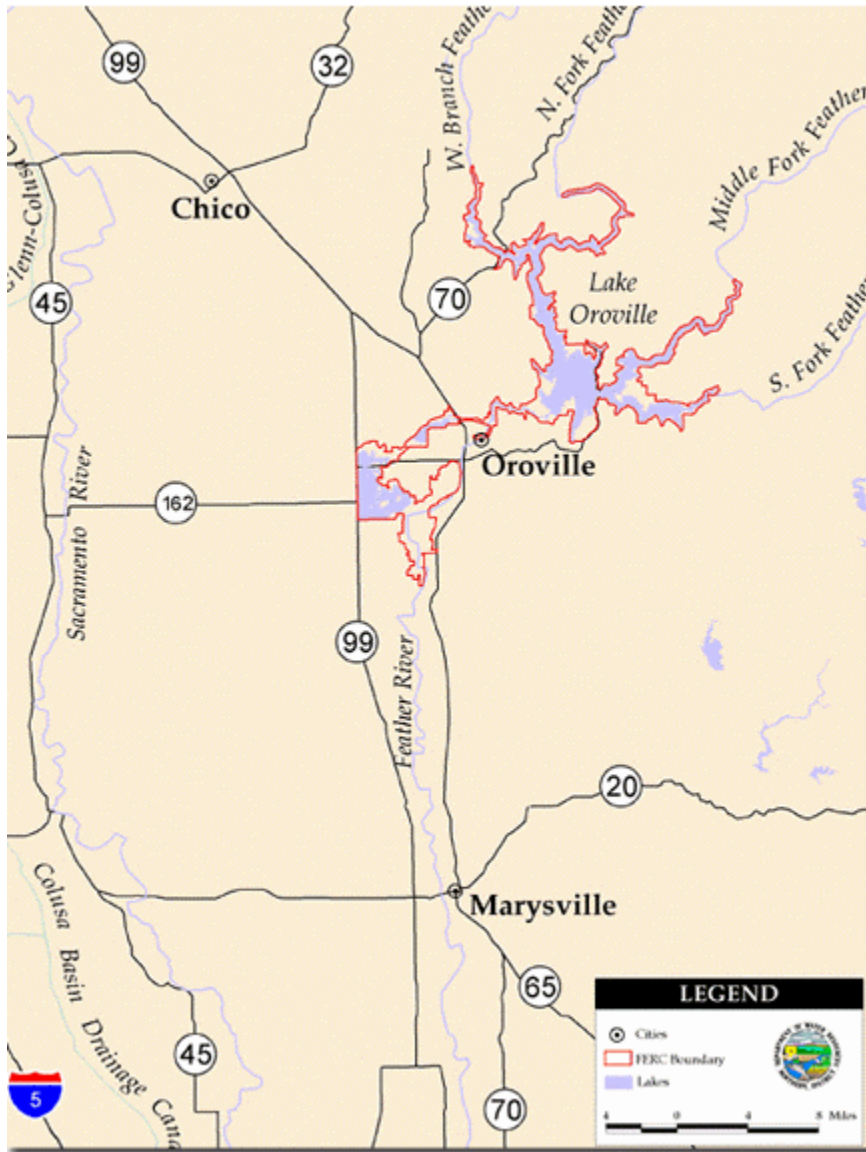 99
32
W. Branch Feathe
N. Fork Feathe
Middle Fork Feather
Glenn-Colusa C
Chico
45
70
Lake
Oroville
S. Fork Feather
Oroville
162
Sacramento River
99
Feather River
20
Colusa Basin Drainage Cana
Marysville
65
45
5
70
LEGEND
Cities
FERC Boundary
Lakes
4 0 4 8 Miles